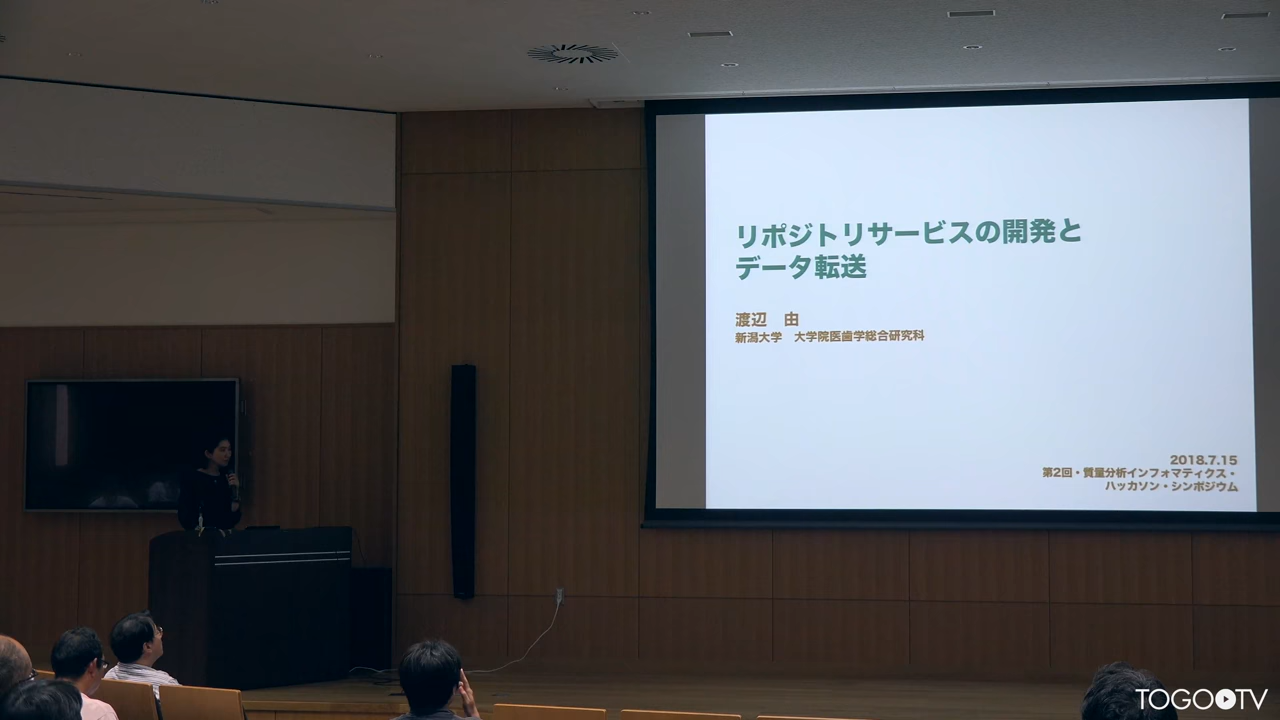 リポジトリサービスの開発と
データ転送
渡辺　由
新潟大学　大学院医歯学総合研究科
2018.7.15
第2回・質量分析インフォマティクス・
ハッカソン・シンポジウム
TOGOTV